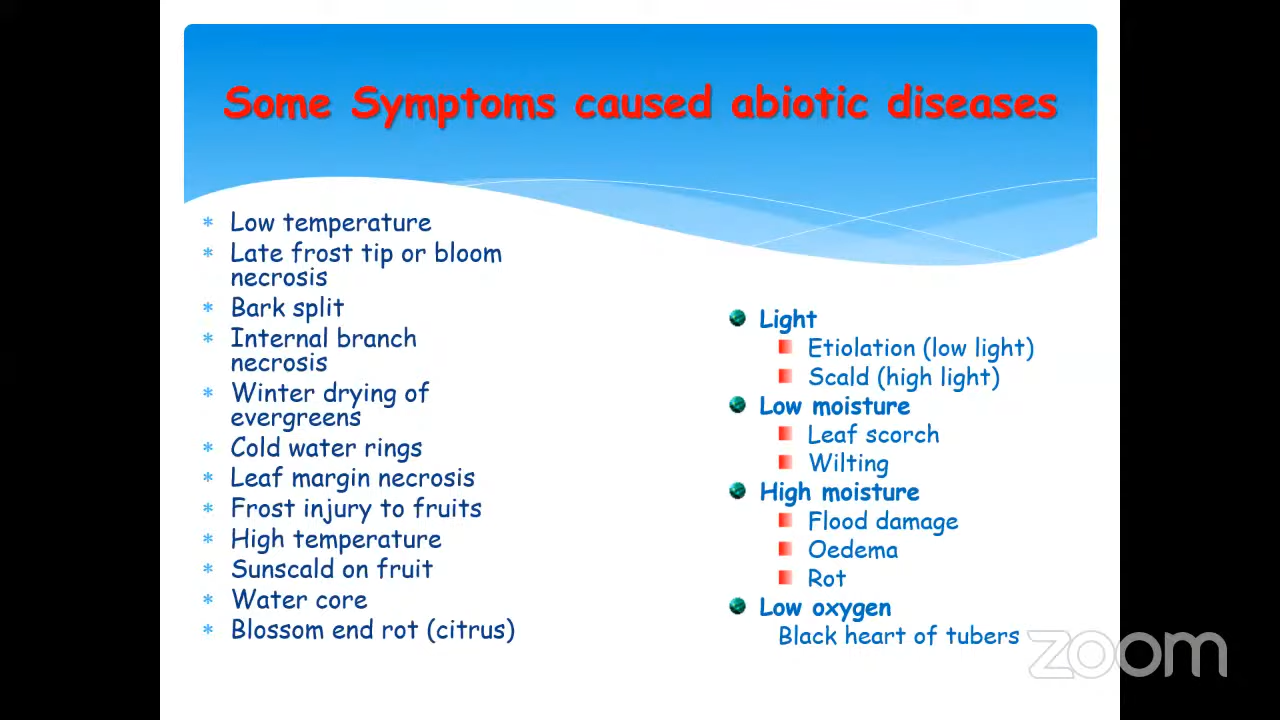 Some Symptoms caused abiotic diseases
Low temperature
Late frost tip or bloom
necrosis
Bark split
Internal branch
necrosis
Winter drying of
evergreens
Cold water rings
Leaf margin necrosis
Frost injury to fruits
High temperature
Sunscald on fruit
Water core
Blossom end rot (citrus)
Light
Etiolation (low light)
Scald (high light)
Low moisture
Leaf scorch
Wilting
High moisture
Flood damage
Oedema
Rot
Low oxygen
Black heart of tubers
zoom